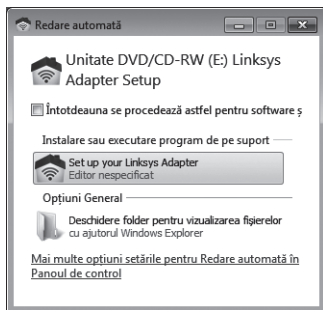 Redare automată
Unitate DVD/CD-RW (E:) Linksys
Adapter Setup
Întotdeauna se procedează astfel pentru software ș
Instalare sau executare program de pe suport
Set up your Linksys Adapter
Editor nespecificat
Opțiuni General
Deschidere folder pentru vizualizarea fișierelor
cu ajutorul Windows Explorer
Mai multe opțiuni setările pentru Redare automată în
Panoul de control